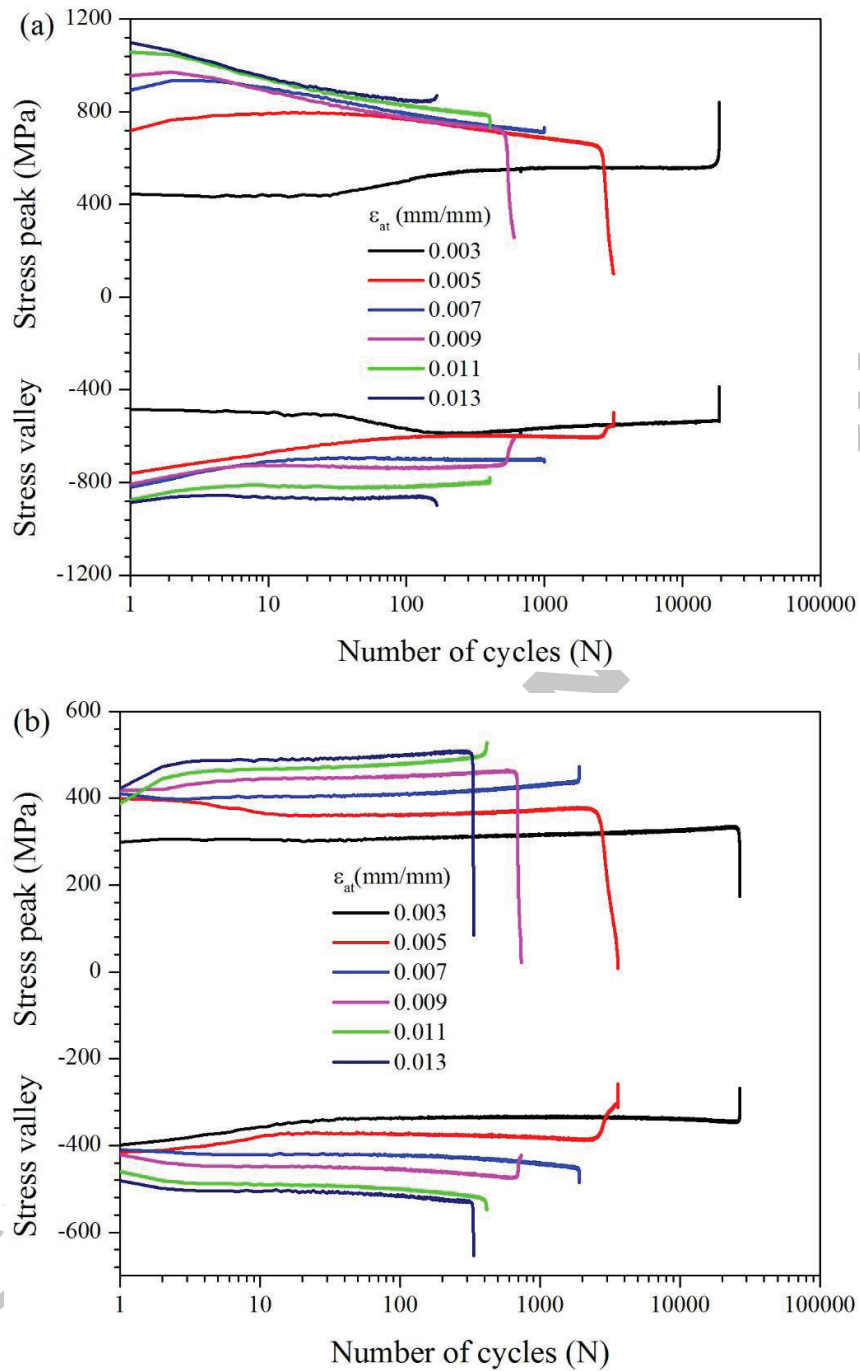 (a)
1200
800
400
0
-400
-800
-1200
Stress peak (MPa)
Stress valley
εat (mm/mm)
0.003
0.005
0.007
0.009
0.011
0.013
1 10 100 1000 10000 100000
Number of cycles (N)
(b)
600
400
200
0
-200
-400
-600
Stress peak (MPa)
Stress valley
εat(mm/mm)
0.003
0.005
0.007
0.009
0.011
0.013
1 10 100 1000 10000 100000
Number of cycles (N)